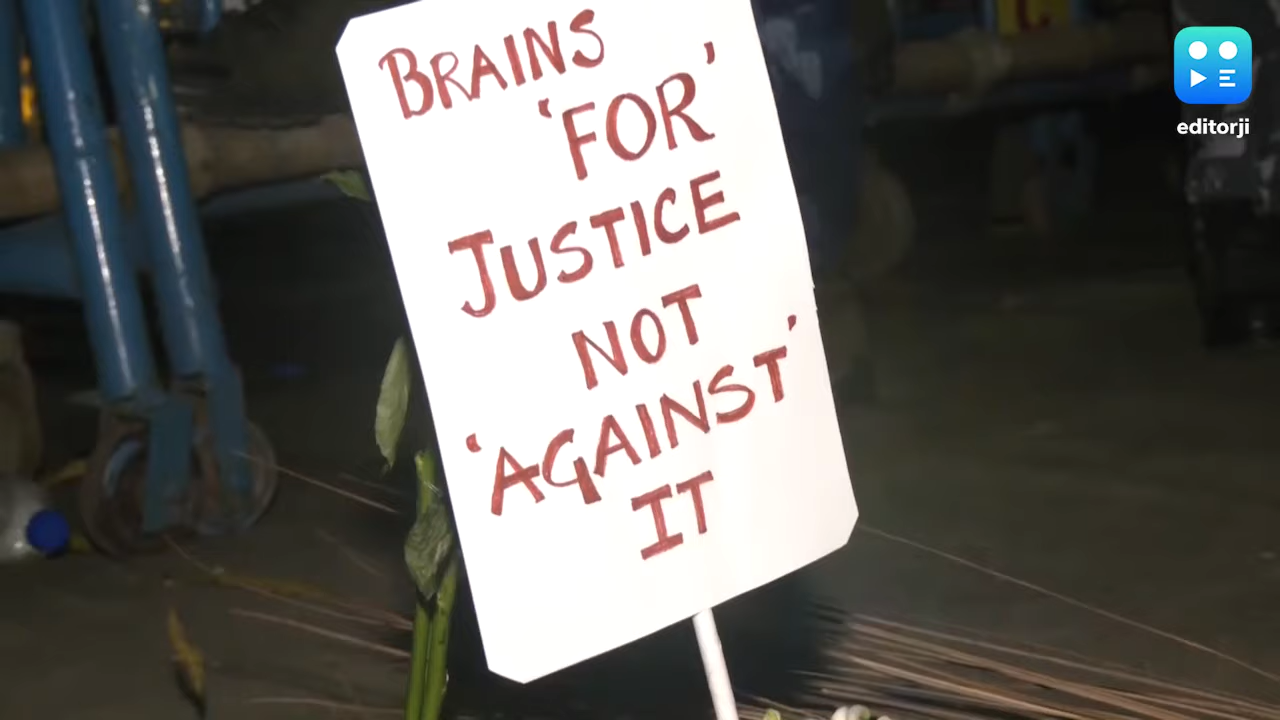 BRAINS
'FOR'
JUSTICE
NOT
'AGAINST'
IT
editorji